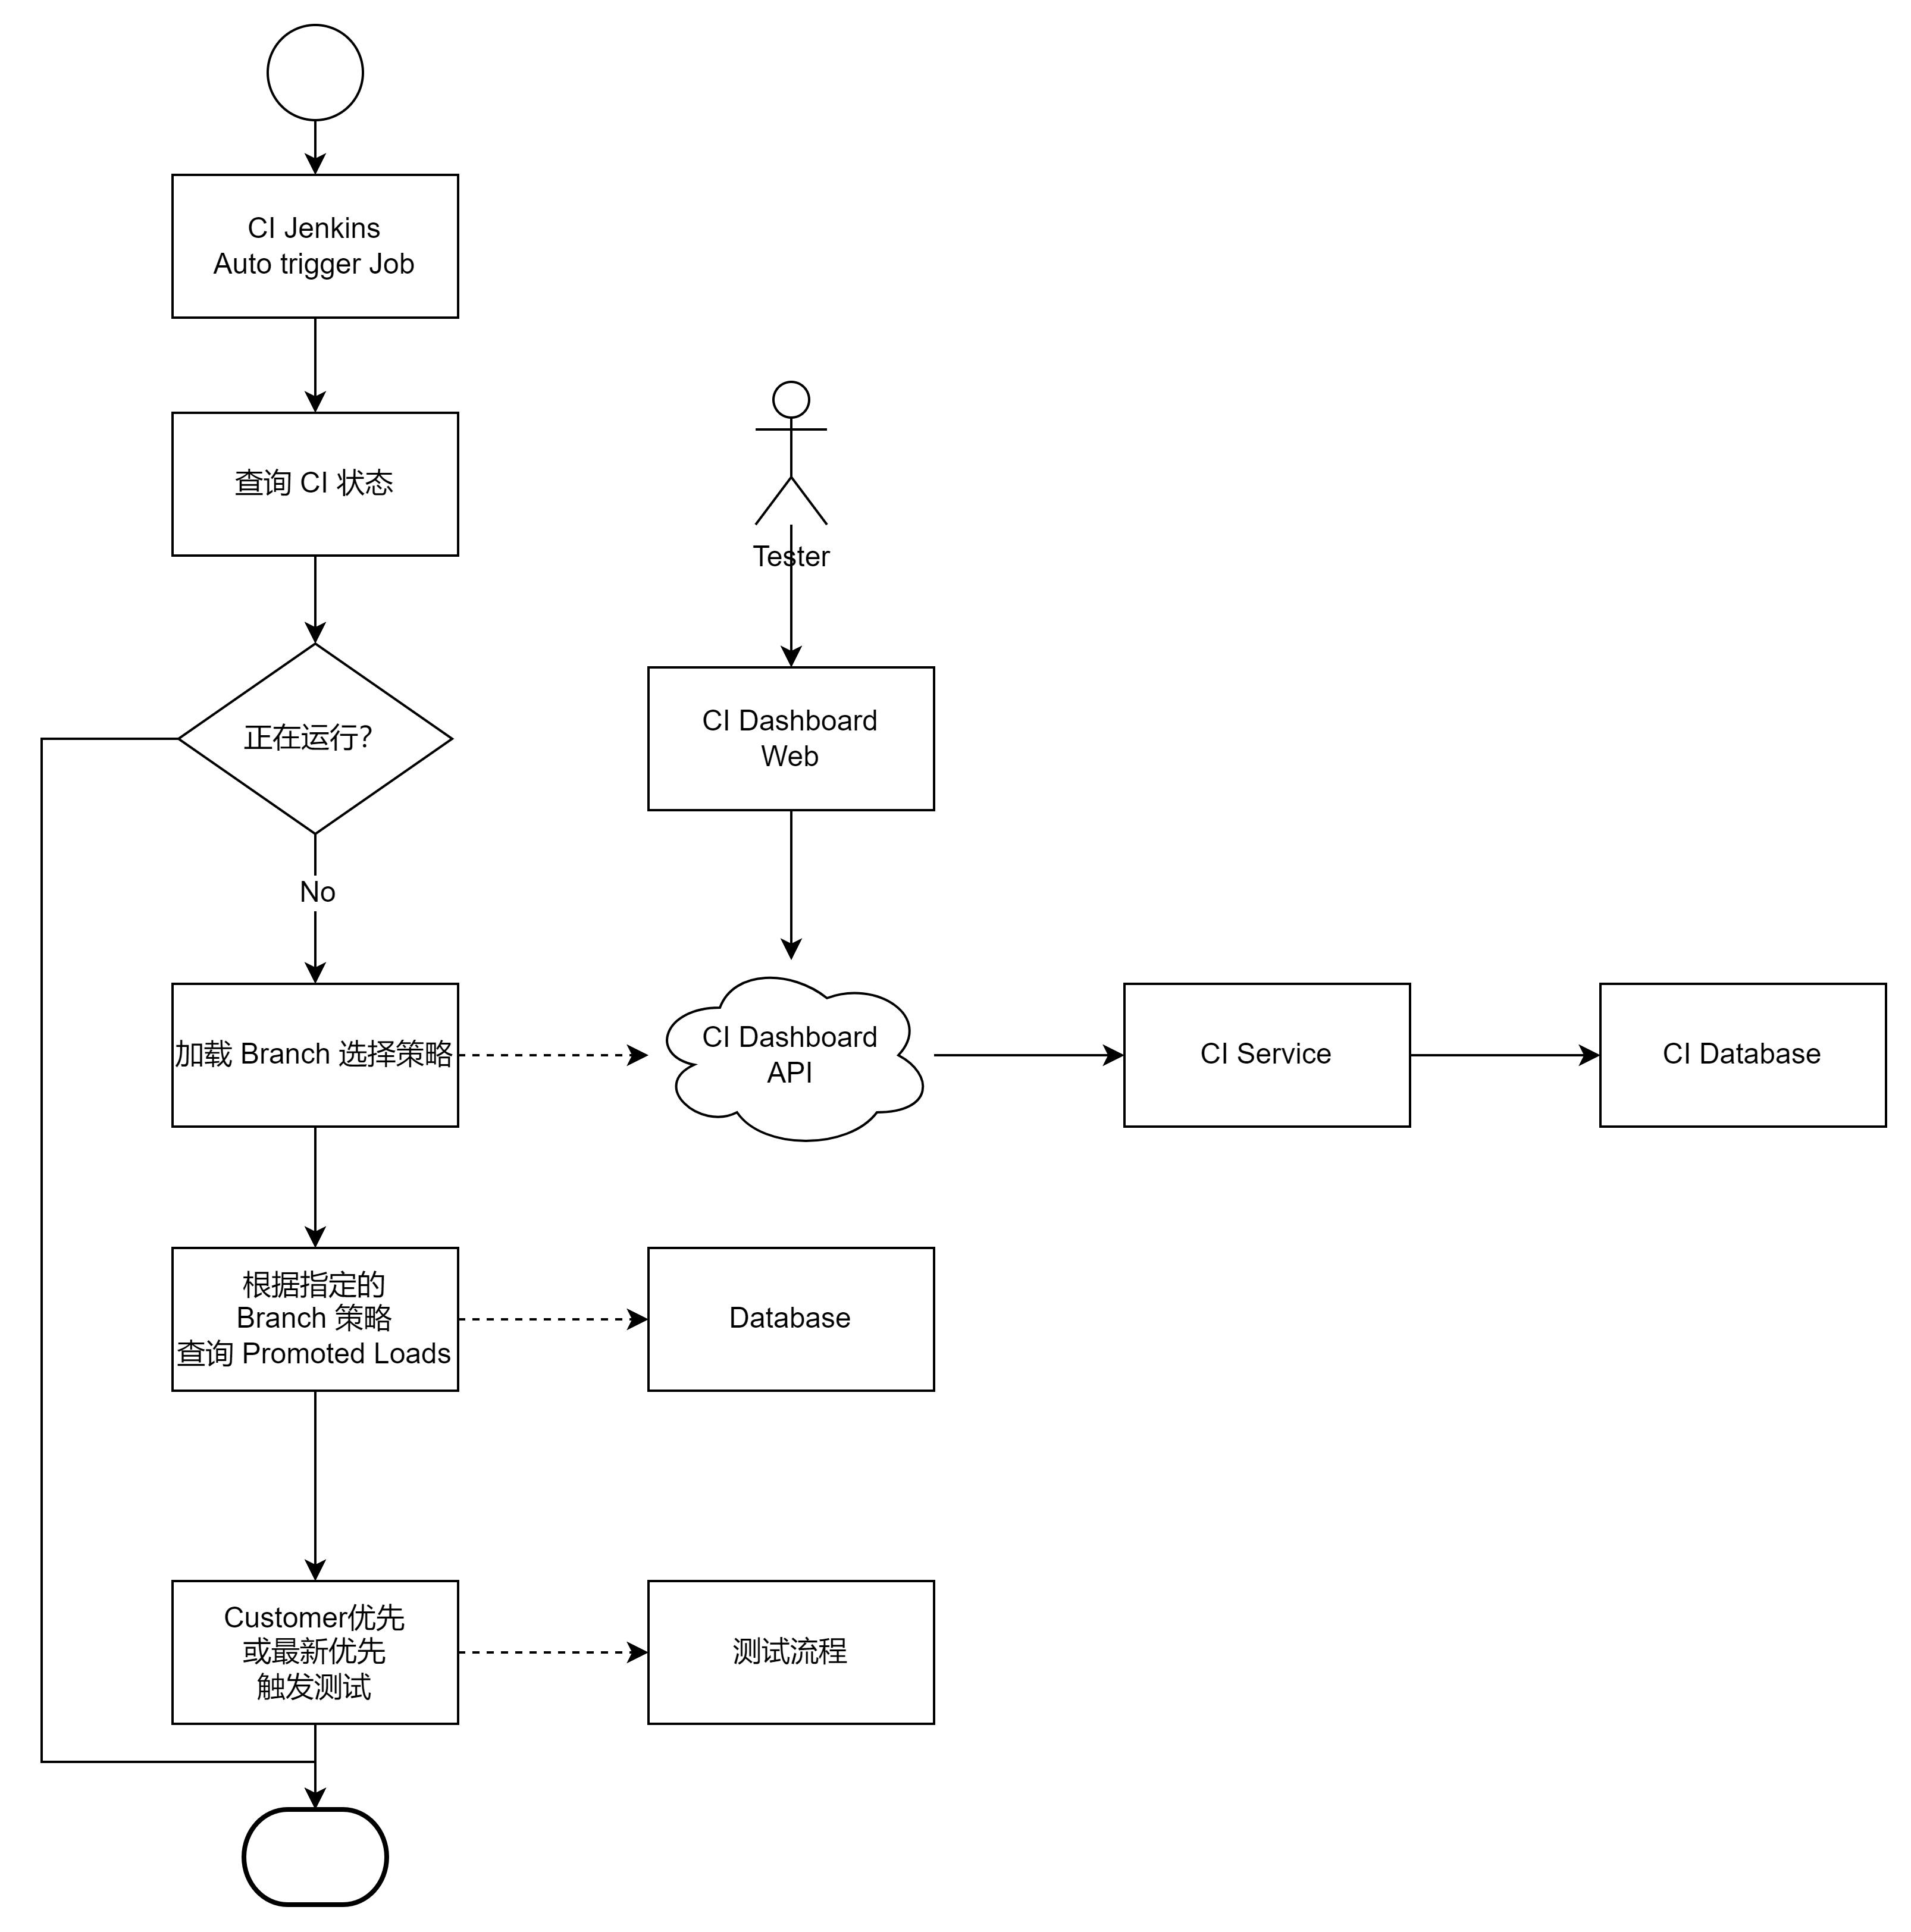 CI Jenkins
Auto trigger Job
查询 CI 状态
Tester
正在运行?
CI Dashboard
Web
No
加载 Branch 选择策略
CI Dashboard
API
CI Service
CI Database
根据指定的
Branch 策略
查询 Promoted Loads
Database
Customer优先
或最新优先
触发测试
测试流程